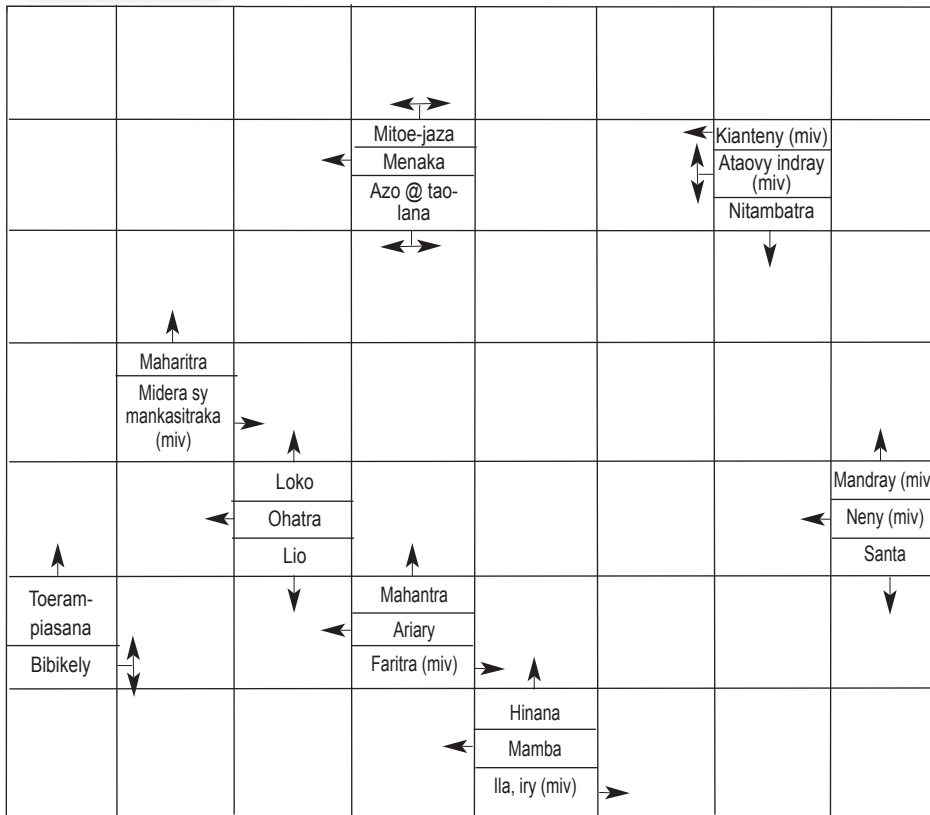 Mitoe-jaza
Menaka
Azo @ tao-
lana
Kianteny (miv)
Ataovy indray
(miv)
Nitambatra
Maharitra
Midera sy
mankasitraka
(miv)
Loko
Ohatra
Lio
Mandray (miv
Neny (miv)
Santa
Toeram-
piasana
Bibikely
Mahantra
Ariary
Faritra (miv)
Hinana
Mamba
Ila, iry (miv)